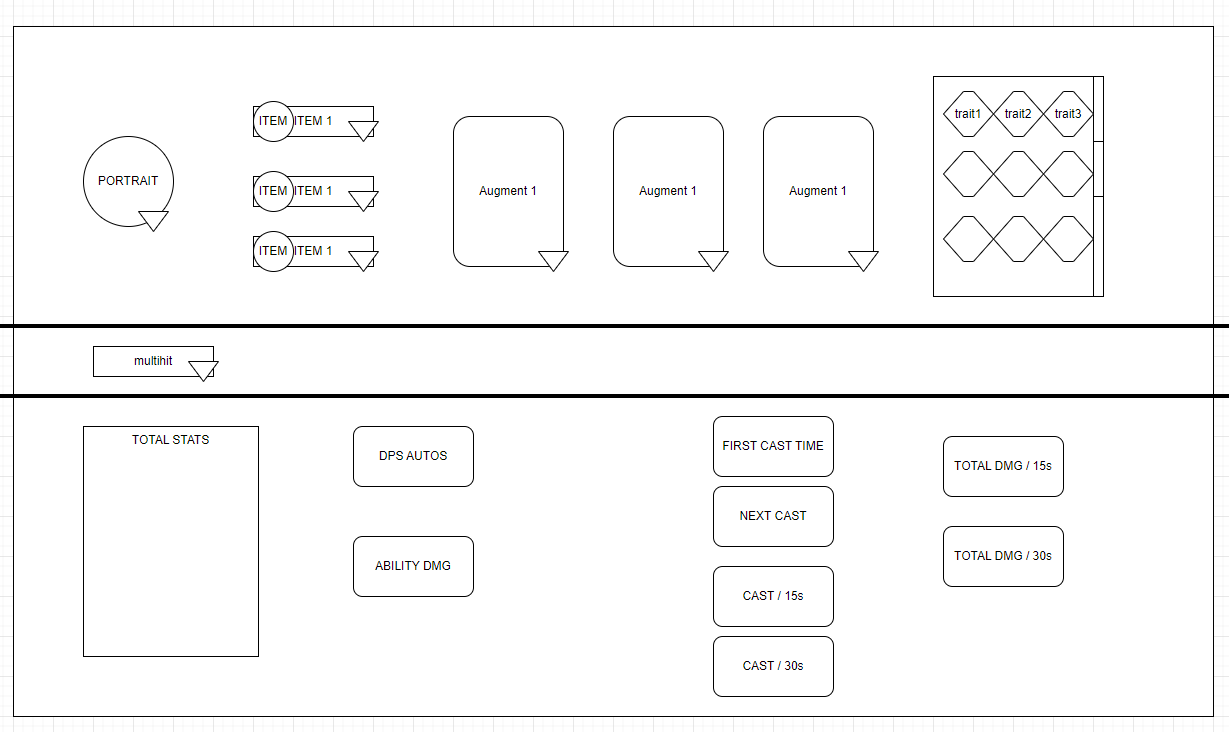 PORTRAIT
ITEM
ITEM 1
ITEM
ITEM 1
ITEM
ITEM 1
Augment 1
Augment 1
Augment 1
trait1
trait2
trait3
multihit
TOTAL STATS
DPS AUTOS
ABILITY DMG
FIRST CAST TIME
NEXT CAST
CAST / 15s
CAST / 30s
TOTAL DMG / 15s
TOTAL DMG / 30s